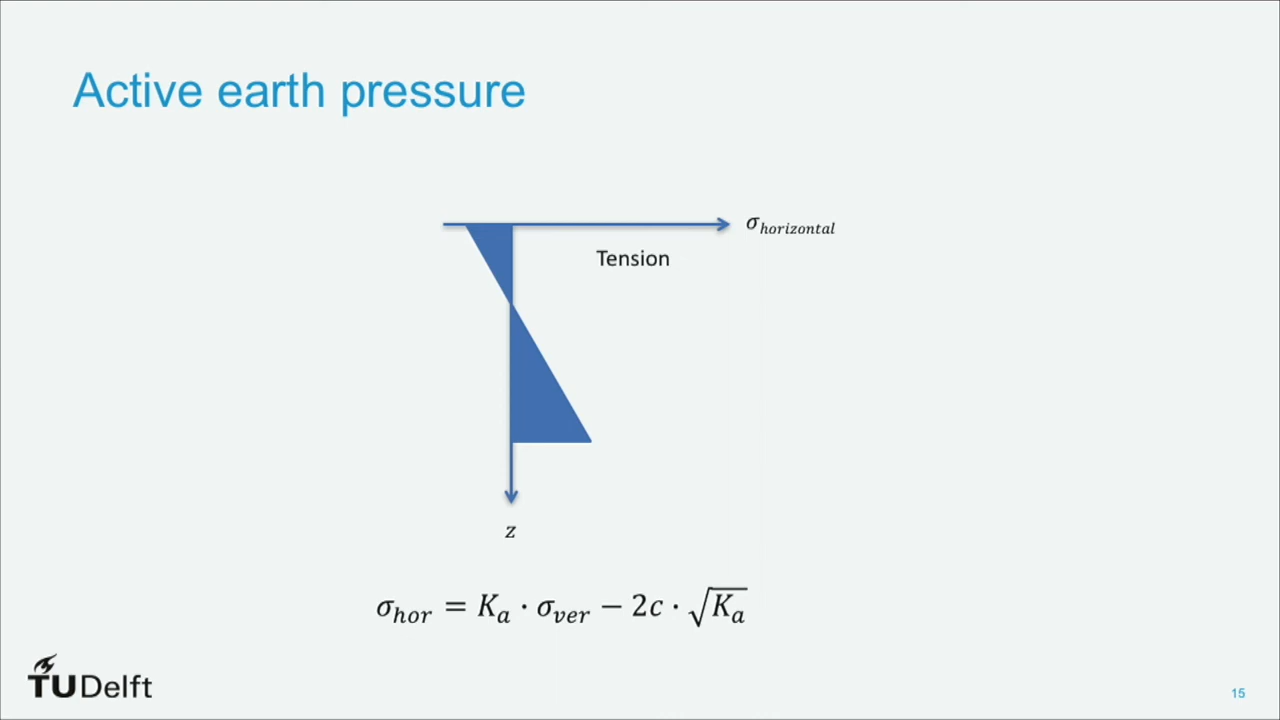 Active earth pressure
σ_horizontal
Tension
z
σ_hor = K_a · σ_ver − 2c · √K_a
TUDelft
15